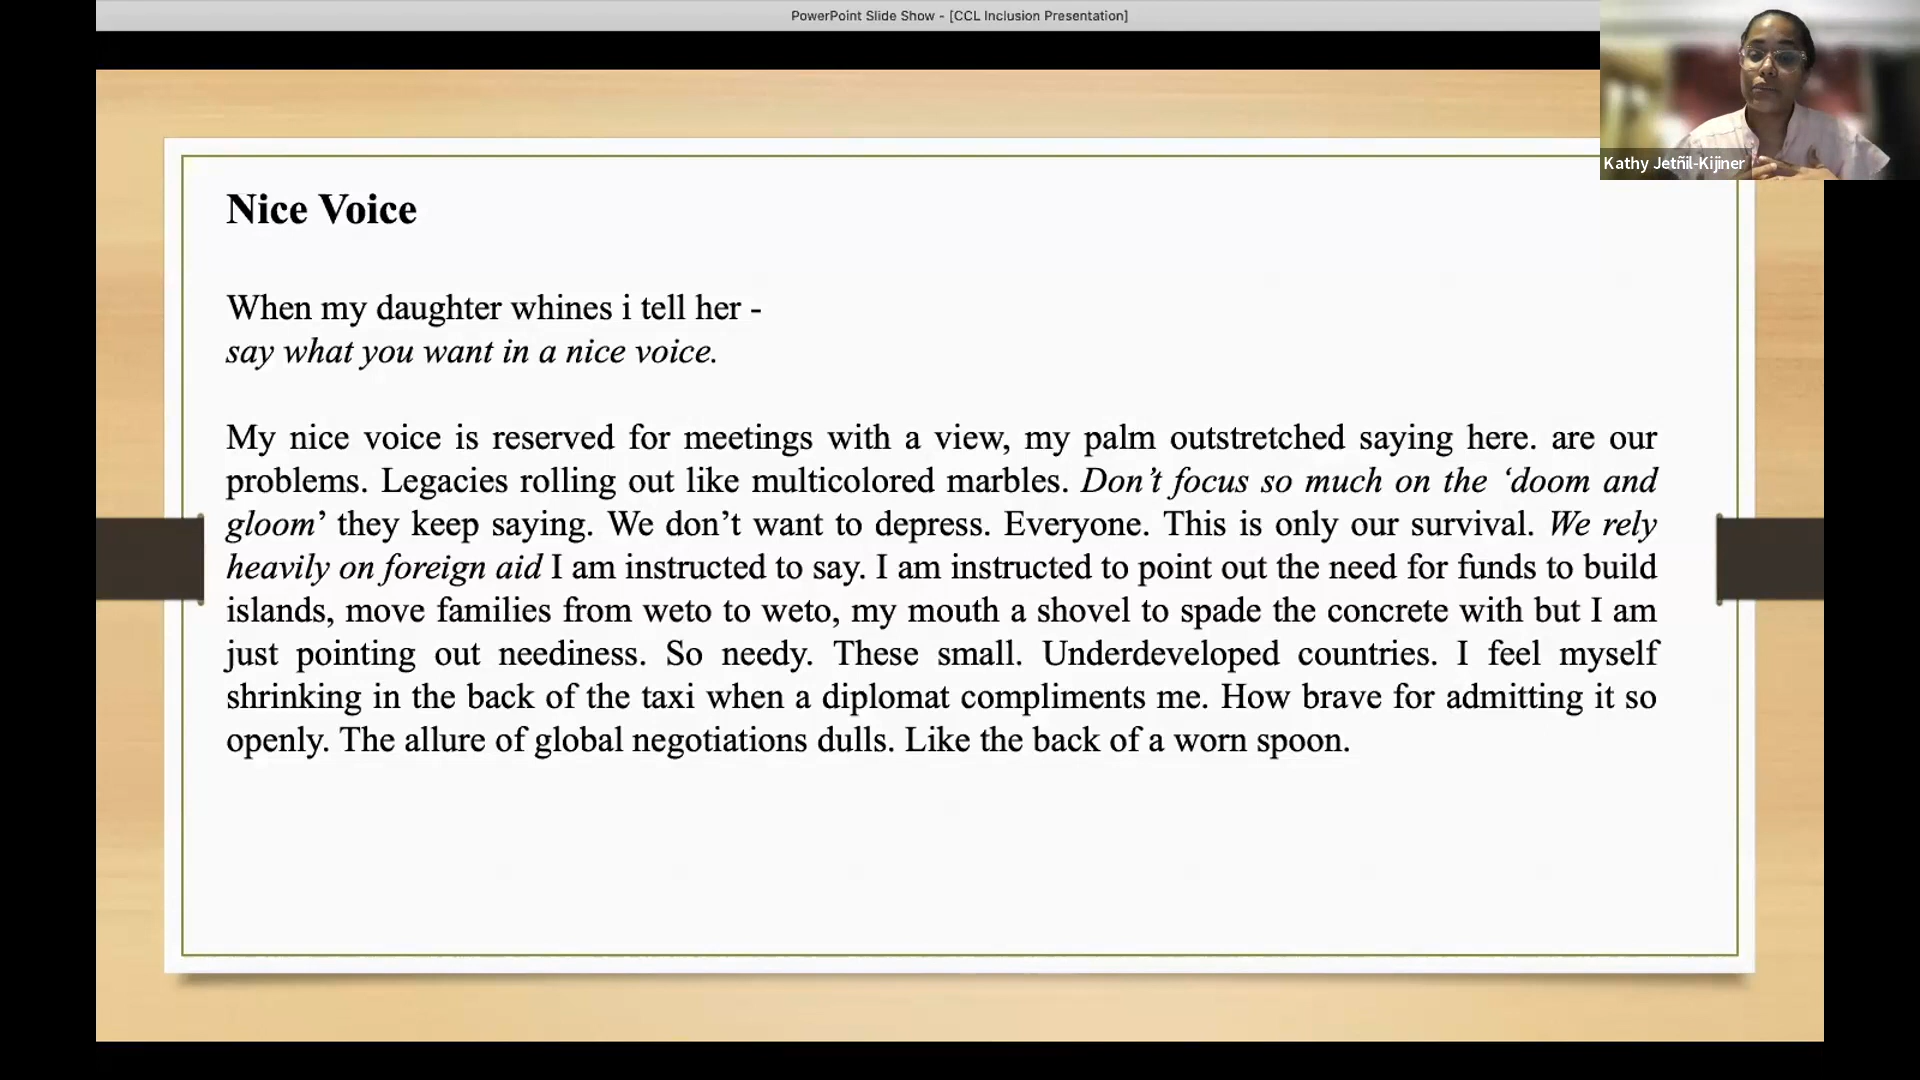 PowerPoint Slide Show - [CCL Inclusion Presentation]
Kathy Jetñil-Kijiner
Nice Voice
When my daughter whines i tell her -
say what you want in a nice voice.
My nice voice is reserved for meetings with a view, my palm outstretched saying here. are our
problems. Legacies rolling out like multicolored marbles. Don’t focus so much on the ‘doom and
gloom’ they keep saying. We don’t want to depress. Everyone. This is only our survival. We rely
heavily on foreign aid I am instructed to say. I am instructed to point out the need for funds to build
islands, move families from weto to weto, my mouth a shovel to spade the concrete with but I am
just pointing out neediness. So needy. These small. Underdeveloped countries. I feel myself
shrinking in the back of the taxi when a diplomat compliments me. How brave for admitting it so
openly. The allure of global negotiations dulls. Like the back of a worn spoon.